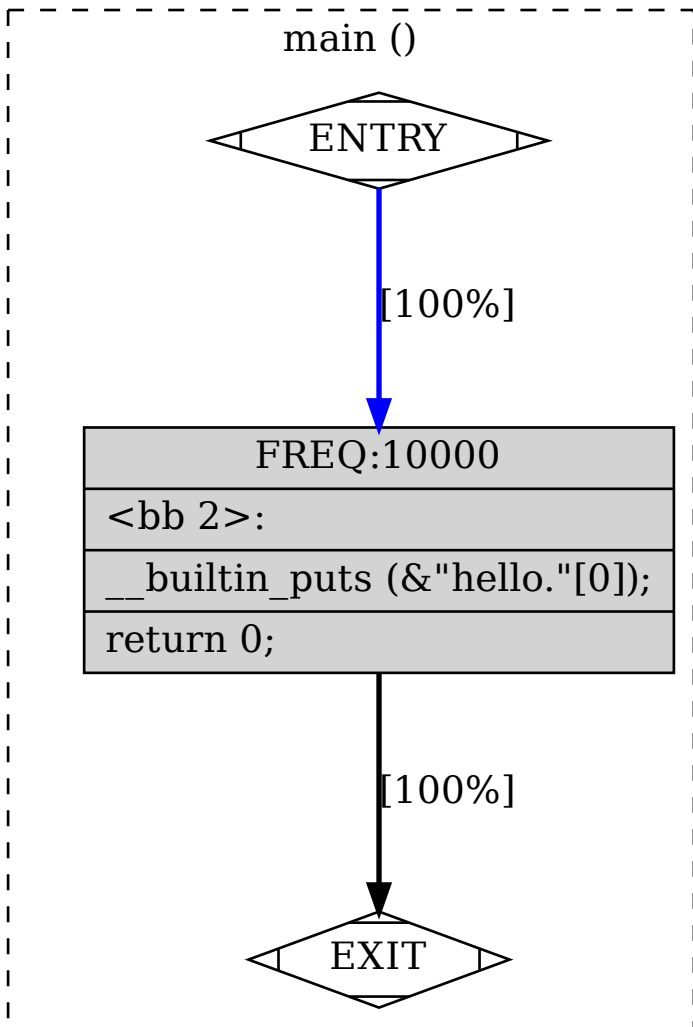 main ()
ENTRY
[100%]
FREQ:10000
<bb 2>:
__builtin_puts (&"hello."[0]);
return 0;
[100%]
EXIT